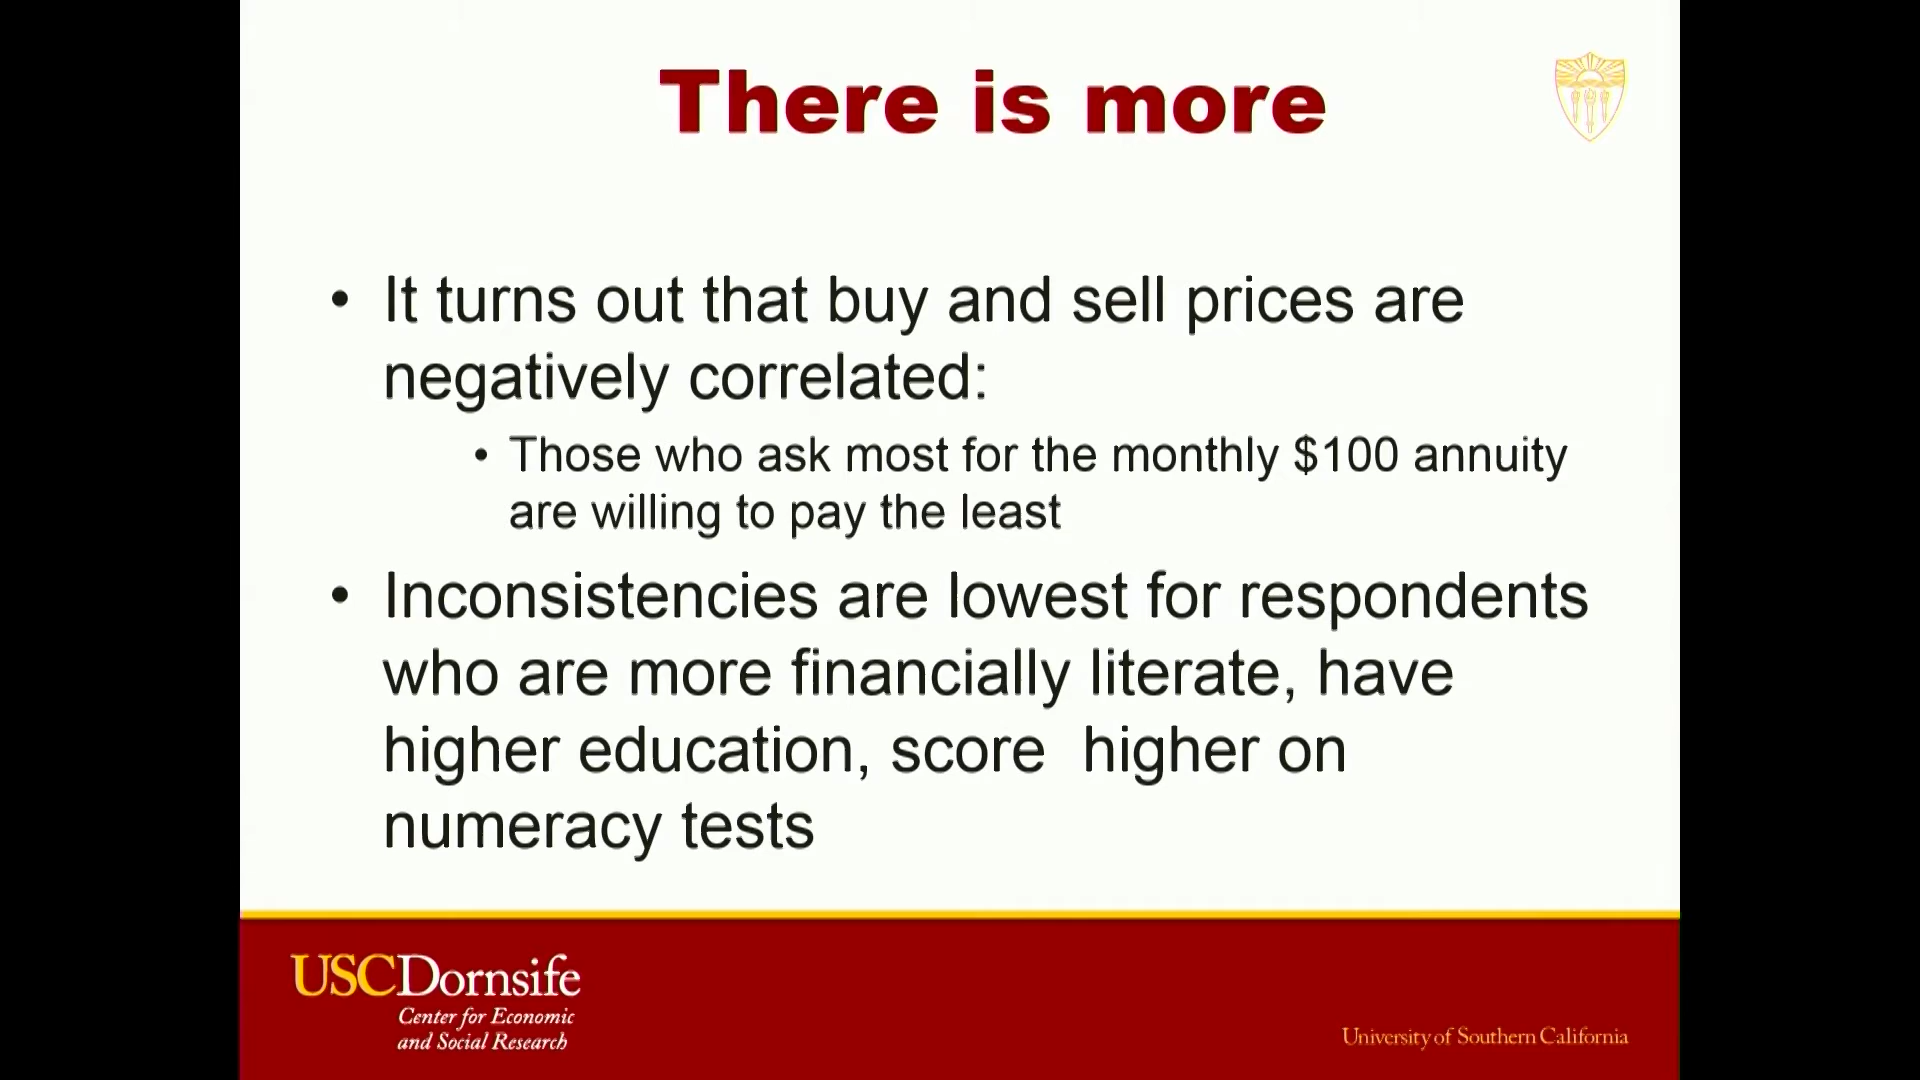 There is more
• It turns out that buy and sell prices are
negatively correlated:
• Those who ask most for the monthly $100 annuity
are willing to pay the least
• Inconsistencies are lowest for respondents
who are more financially literate, have
higher education, score  higher on
numeracy tests
USCDornsife
Center for Economic
and Social Research
University of Southern California